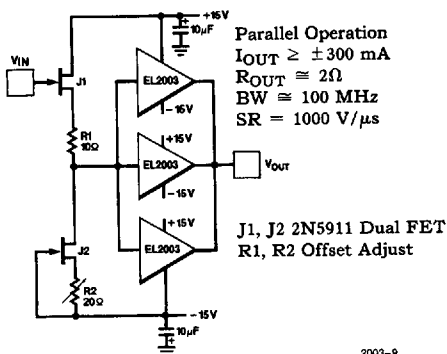 +15V
10μF
VIN
J1
EL2003
-15V
R1
10Ω
+15V
EL2003
-15V
VOUT
+15V
EL2003
J2
R2
20Ω
-15V
10μF
Parallel Operation
IOUT ≥ ±300 mA
ROUT ≅ 2Ω
BW ≅ 100 MHz
SR = 1000 V/μs
J1, J2 2N5911 Dual FET
R1, R2 Offset Adjust
2003-9